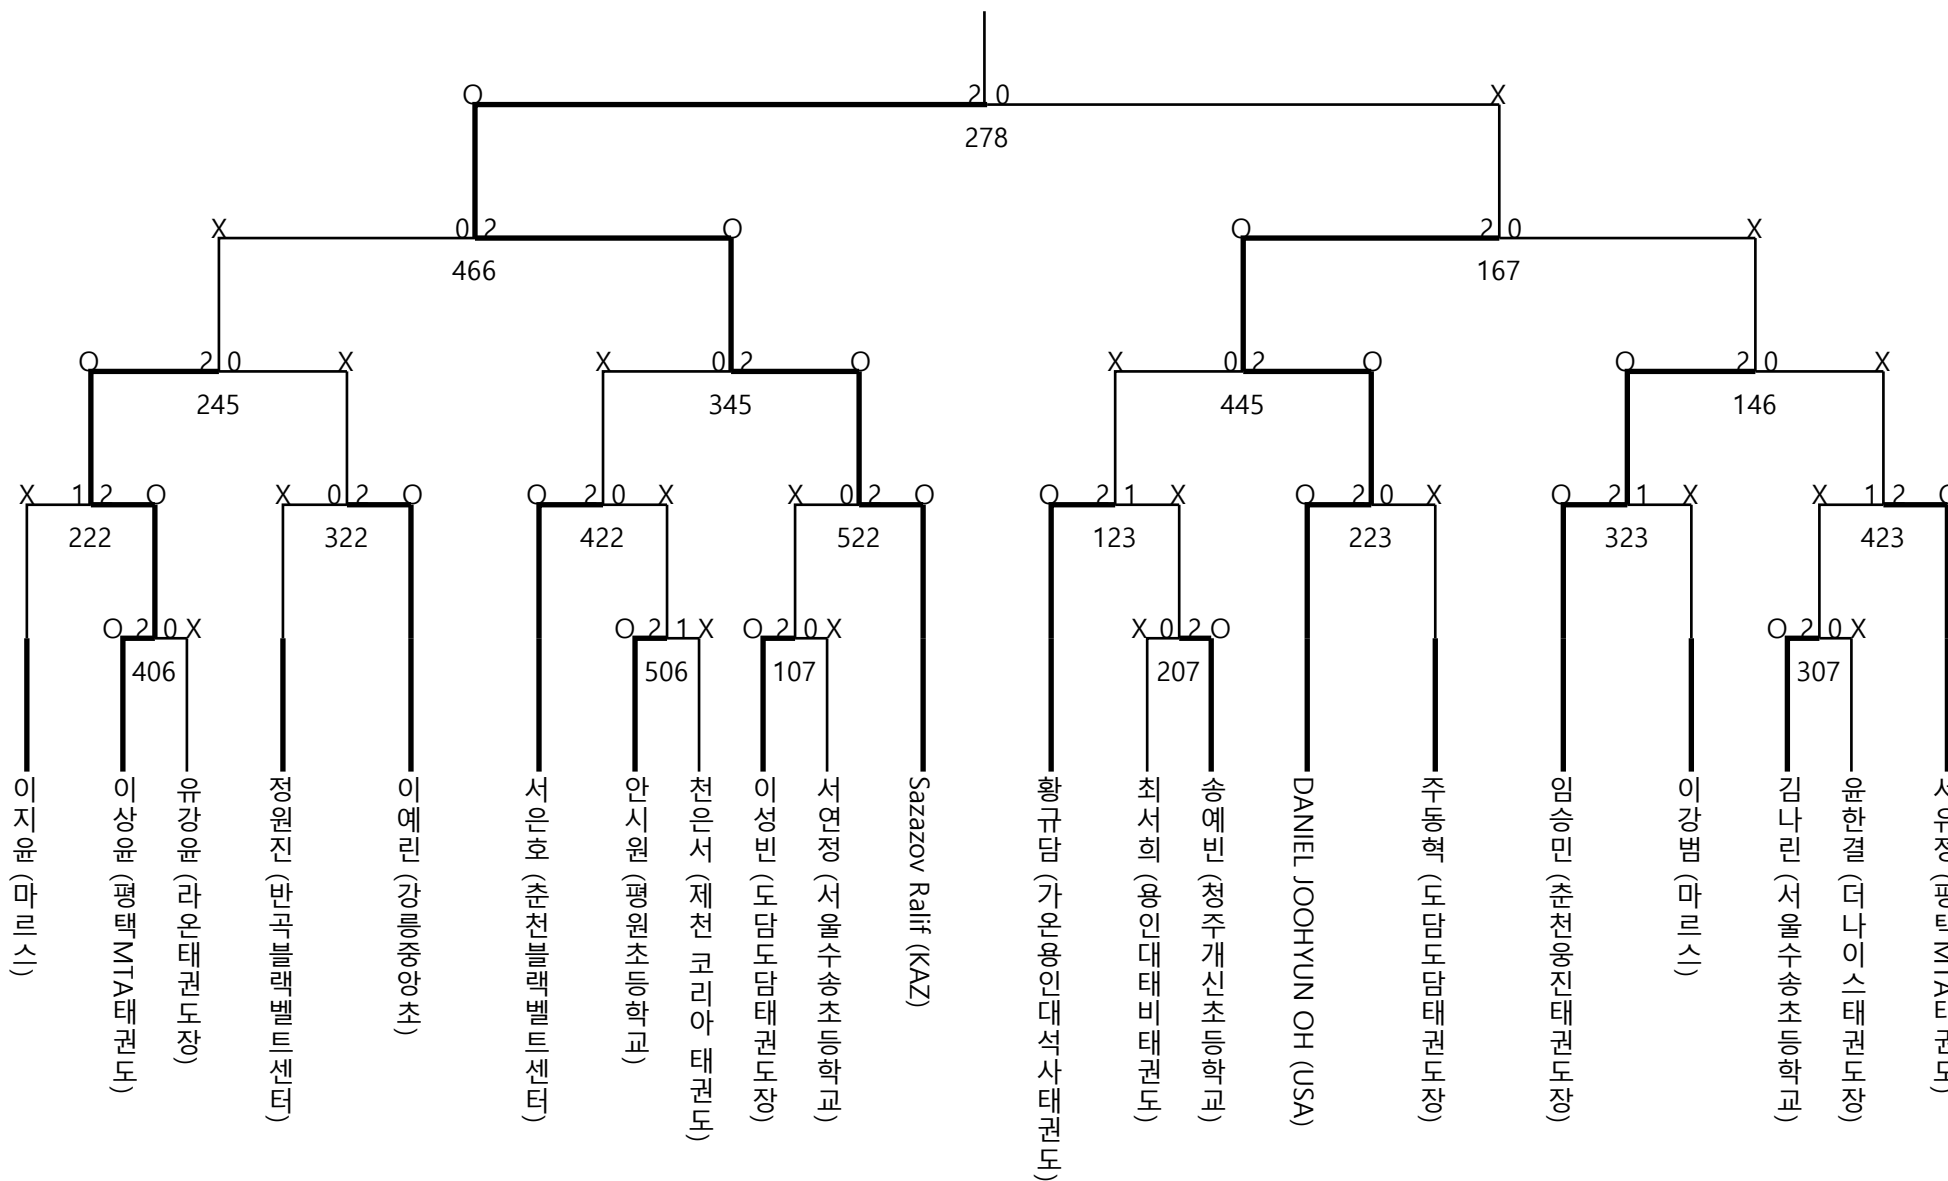 O 2 0 X
278
X 0 2 O O 2 0 X
466 167
O 2 0 X X 0 2 O X 0 2 O O 2 0 X
245 345 445 146
X 1 2 O X 0 2 O O 2 0 X X 0 2 O O 2 1 X O 2 0 X O 2 1 X X 1 2
222 322 422 522 123 223 323 423
O 2 0 X O 2 1 X O 2 0 X X 0 2 O O 2 0 X
406 506 107 207 307
이지윤 (마르스)
이상윤 (평택MTA태권도)
유강윤 (라온태권도장)
정원진 (반곡블랙벨트센터)
이예린 (강릉중앙초)
서은호 (춘천블랙벨트센터)
안시원 (평원초등학교)
천은서 (제천 코리아 태권도)
이성빈 (도담도담태권도장)
서연정 (서울수송초등학교)
Sazazov Ralif (KAZ)
황규담 (가온용인대석사태권도)
최서희 (용인대태비태권도)
송예빈 (청주개신초등학교)
DANIEL JOOHYUN OH (USA)
주동혁 (도담도담태권도장)
임승민 (춘천웅진태권도장)
이강범 (마르스)
김나린 (서울수송초등학교)
윤한결 (더나이스태권도장)